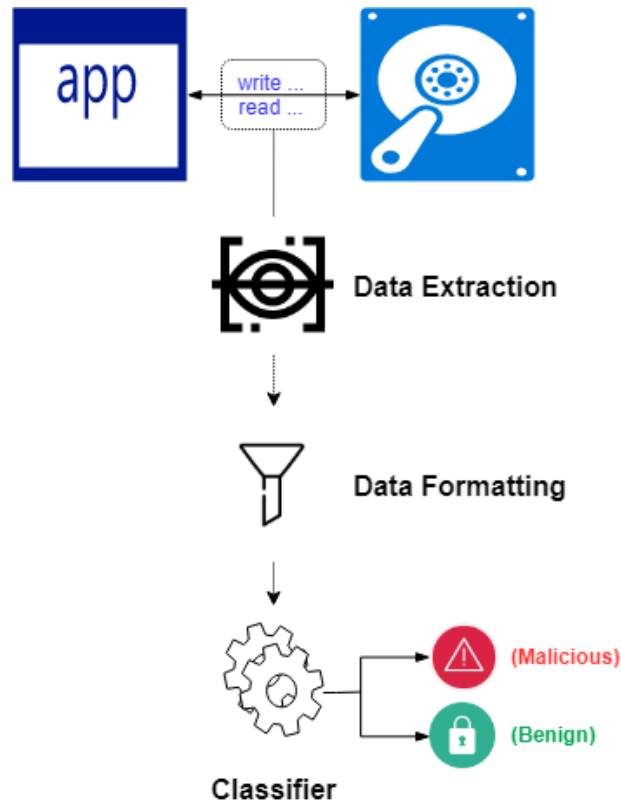 app
write ...
read ...
Data Extraction
Data Formatting
(Malicious)
(Benign)
Classifier